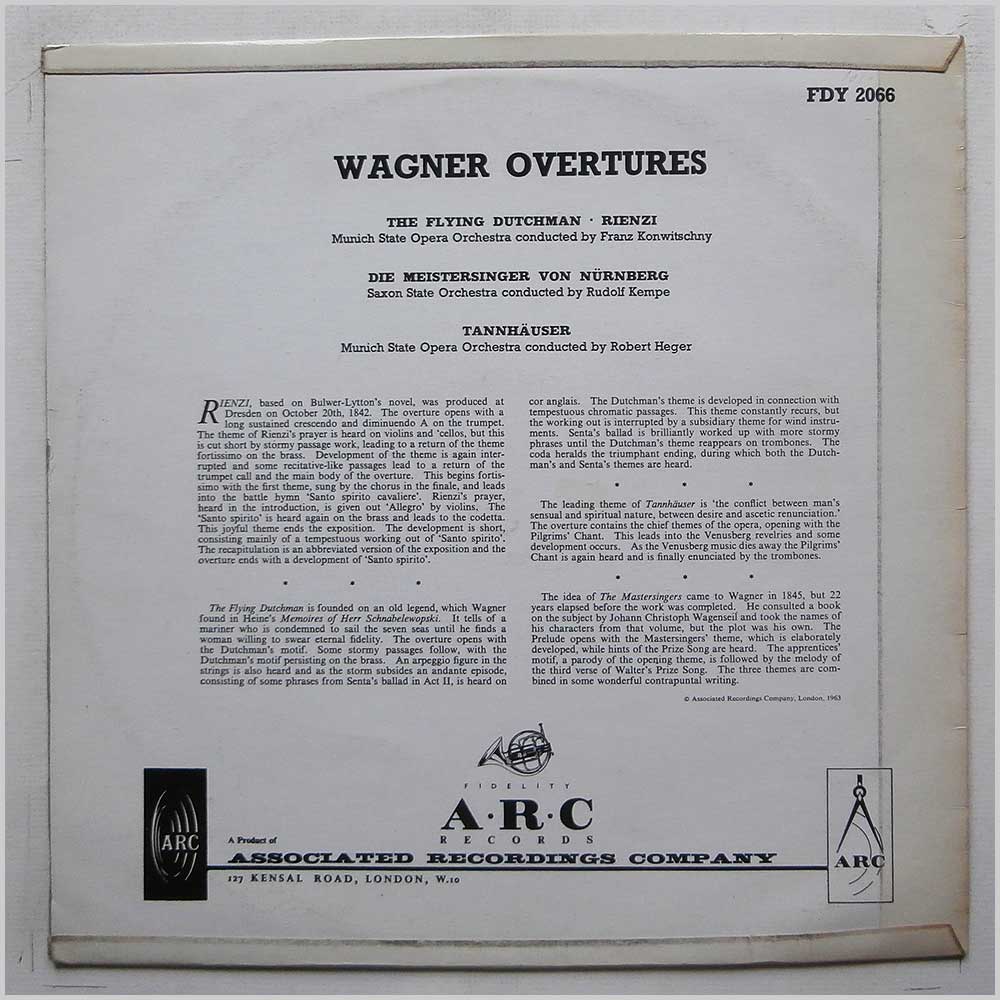 FDY 2066
WAGNER OVERTURES
THE FLYING DUTCHMAN · RIENZI
Munich State Opera Orchestra conducted by Franz Konwitschny
DIE MEISTERSINGER VON NÜRNBERG
Saxon State Orchestra conducted by Rudolf Kempe
TANNHÄUSER
Munich State Opera Orchestra conducted by Robert Heger
RIENZI, based on Bulwer-Lytton's novel, was produced at
Dresden on October 20th, 1842. The overture opens with a
long sustained crescendo and diminuendo A on the trumpet.
The theme of Rienzi's prayer is heard on violins and 'cellos, but this
is cut short by stormy passage work, leading to a return of the theme
fortissimo on the brass. Development of the theme is again inter-
rupted and some recitative-like passages lead to a return of the
trumpet call and the main body of the overture. This begins fortis-
simo with the first theme, sung by the chorus in the finale, and leads
into the battle hymn 'Santo spirito cavaliere'. Rienzi's prayer,
heard in the introduction, is given out 'Allegro' by violins. The
'Santo spirito' is heard again on the brass and leads to the codetta.
This joyful theme ends the exposition. The development is short,
consisting mainly of a tempestuous working out of 'Santo spirito'.
The recapitulation is an abbreviated version of the exposition and the
overture ends with a development of 'Santo spirito'.
The Flying Dutchman is founded on an old legend, which Wagner
found in Heine's Memoires of Herr Schnabelewopski. It tells of a
mariner who is condemned to sail the seven seas until he finds a
woman willing to swear eternal fidelity. The overture opens with
the Dutchman's motif. Some stormy passages follow, with the
Dutchman's motif persisting on the brass. An arpeggio figure in the
strings is also heard and as the storm subsides an andante episode,
consisting of some phrases from Senta's ballad in Act II, is heard on
cor anglais. The Dutchman's theme is developed in connection with
tempestuous chromatic passages. This theme constantly recurs, but
the working out is interrupted by a subsidiary theme for wind instru-
ments. Senta's ballad is brilliantly worked up with more stormy
phrases until the Dutchman's theme reappears on trombones. The
coda heralds the triumphant ending, during which both the Dutch-
man's and Senta's themes are heard.
The leading theme of Tannhäuser is 'the conflict between man's
sensual and spiritual nature, between desire and ascetic renunciation.'
The overture contains the chief themes of the opera, opening with the
Pilgrims' Chant. This leads into the Venusberg revelries and some
development occurs. As the Venusberg music dies away the Pilgrims'
Chant is again heard and is finally enunciated by the trombones.
The idea of The Mastersingers came to Wagner in 1845, but 22
years elapsed before the work was completed. He consulted a book
on the subject by Johann Christoph Wagenseil and took the names of
his characters from that volume, but the plot was his own. The
Prelude opens with the Mastersingers' theme, which is elaborately
developed, while hints of the Prize Song are heard. The apprentices'
motif, a parody of the opening theme, is followed by the melody of
the third verse of Walter's Prize Song. The three themes are com-
bined in some wonderful contrapuntal writing.
© Associated Recordings Company, London, 1963
FIDELITY
A·R·C
RECORDS
ARC
A Product of
ASSOCIATED RECORDINGS COMPANY
127 KENSAL ROAD, LONDON, W.10
ARC